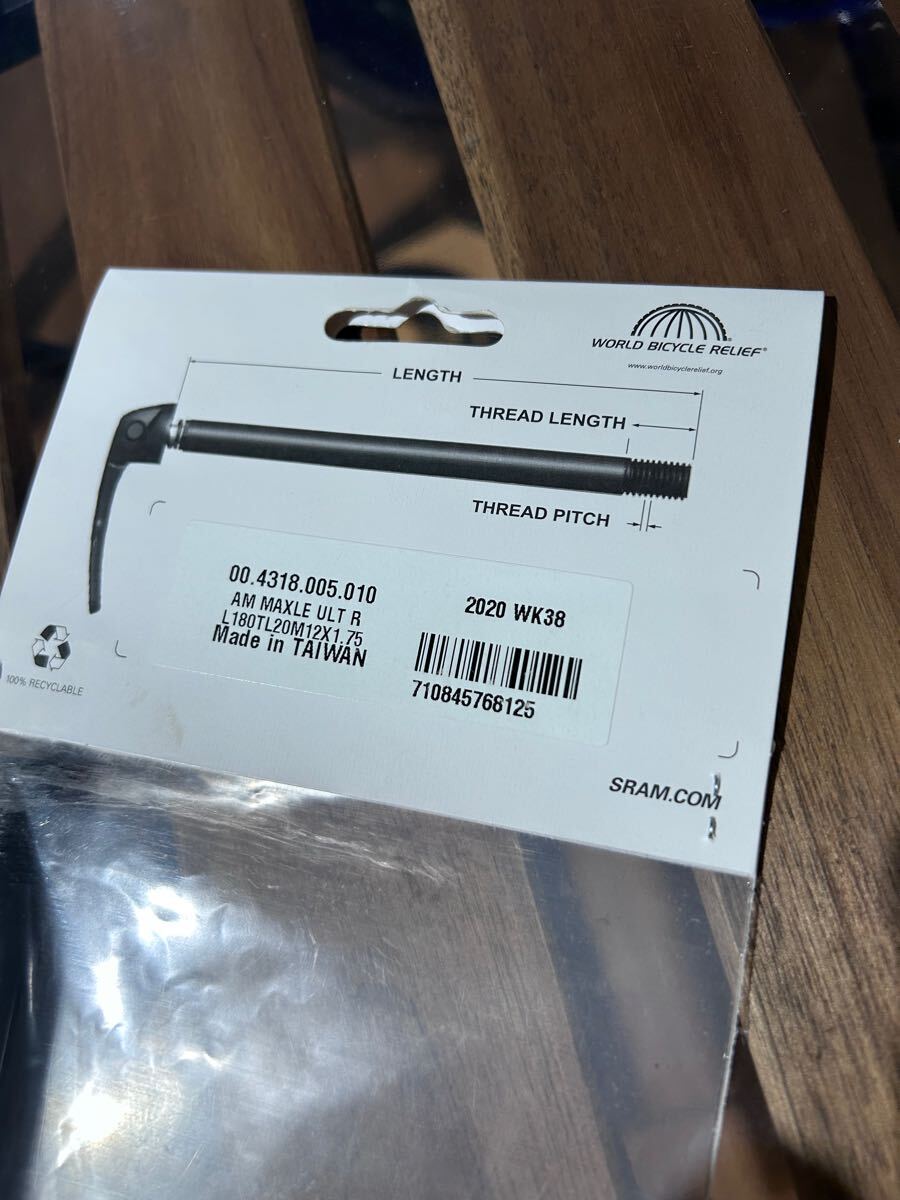 WORLD BICYCLE RELIEF®
www.worldbicyclerelief.org
LENGTH
THREAD LENGTH
THREAD PITCH
00.4318.005.010
AM MAXLE ULT R
L180TL20M12X1.75
Made in TAIWAN
2020 WK38
710845768125
100% RECYCLABLE
SRAM.COM